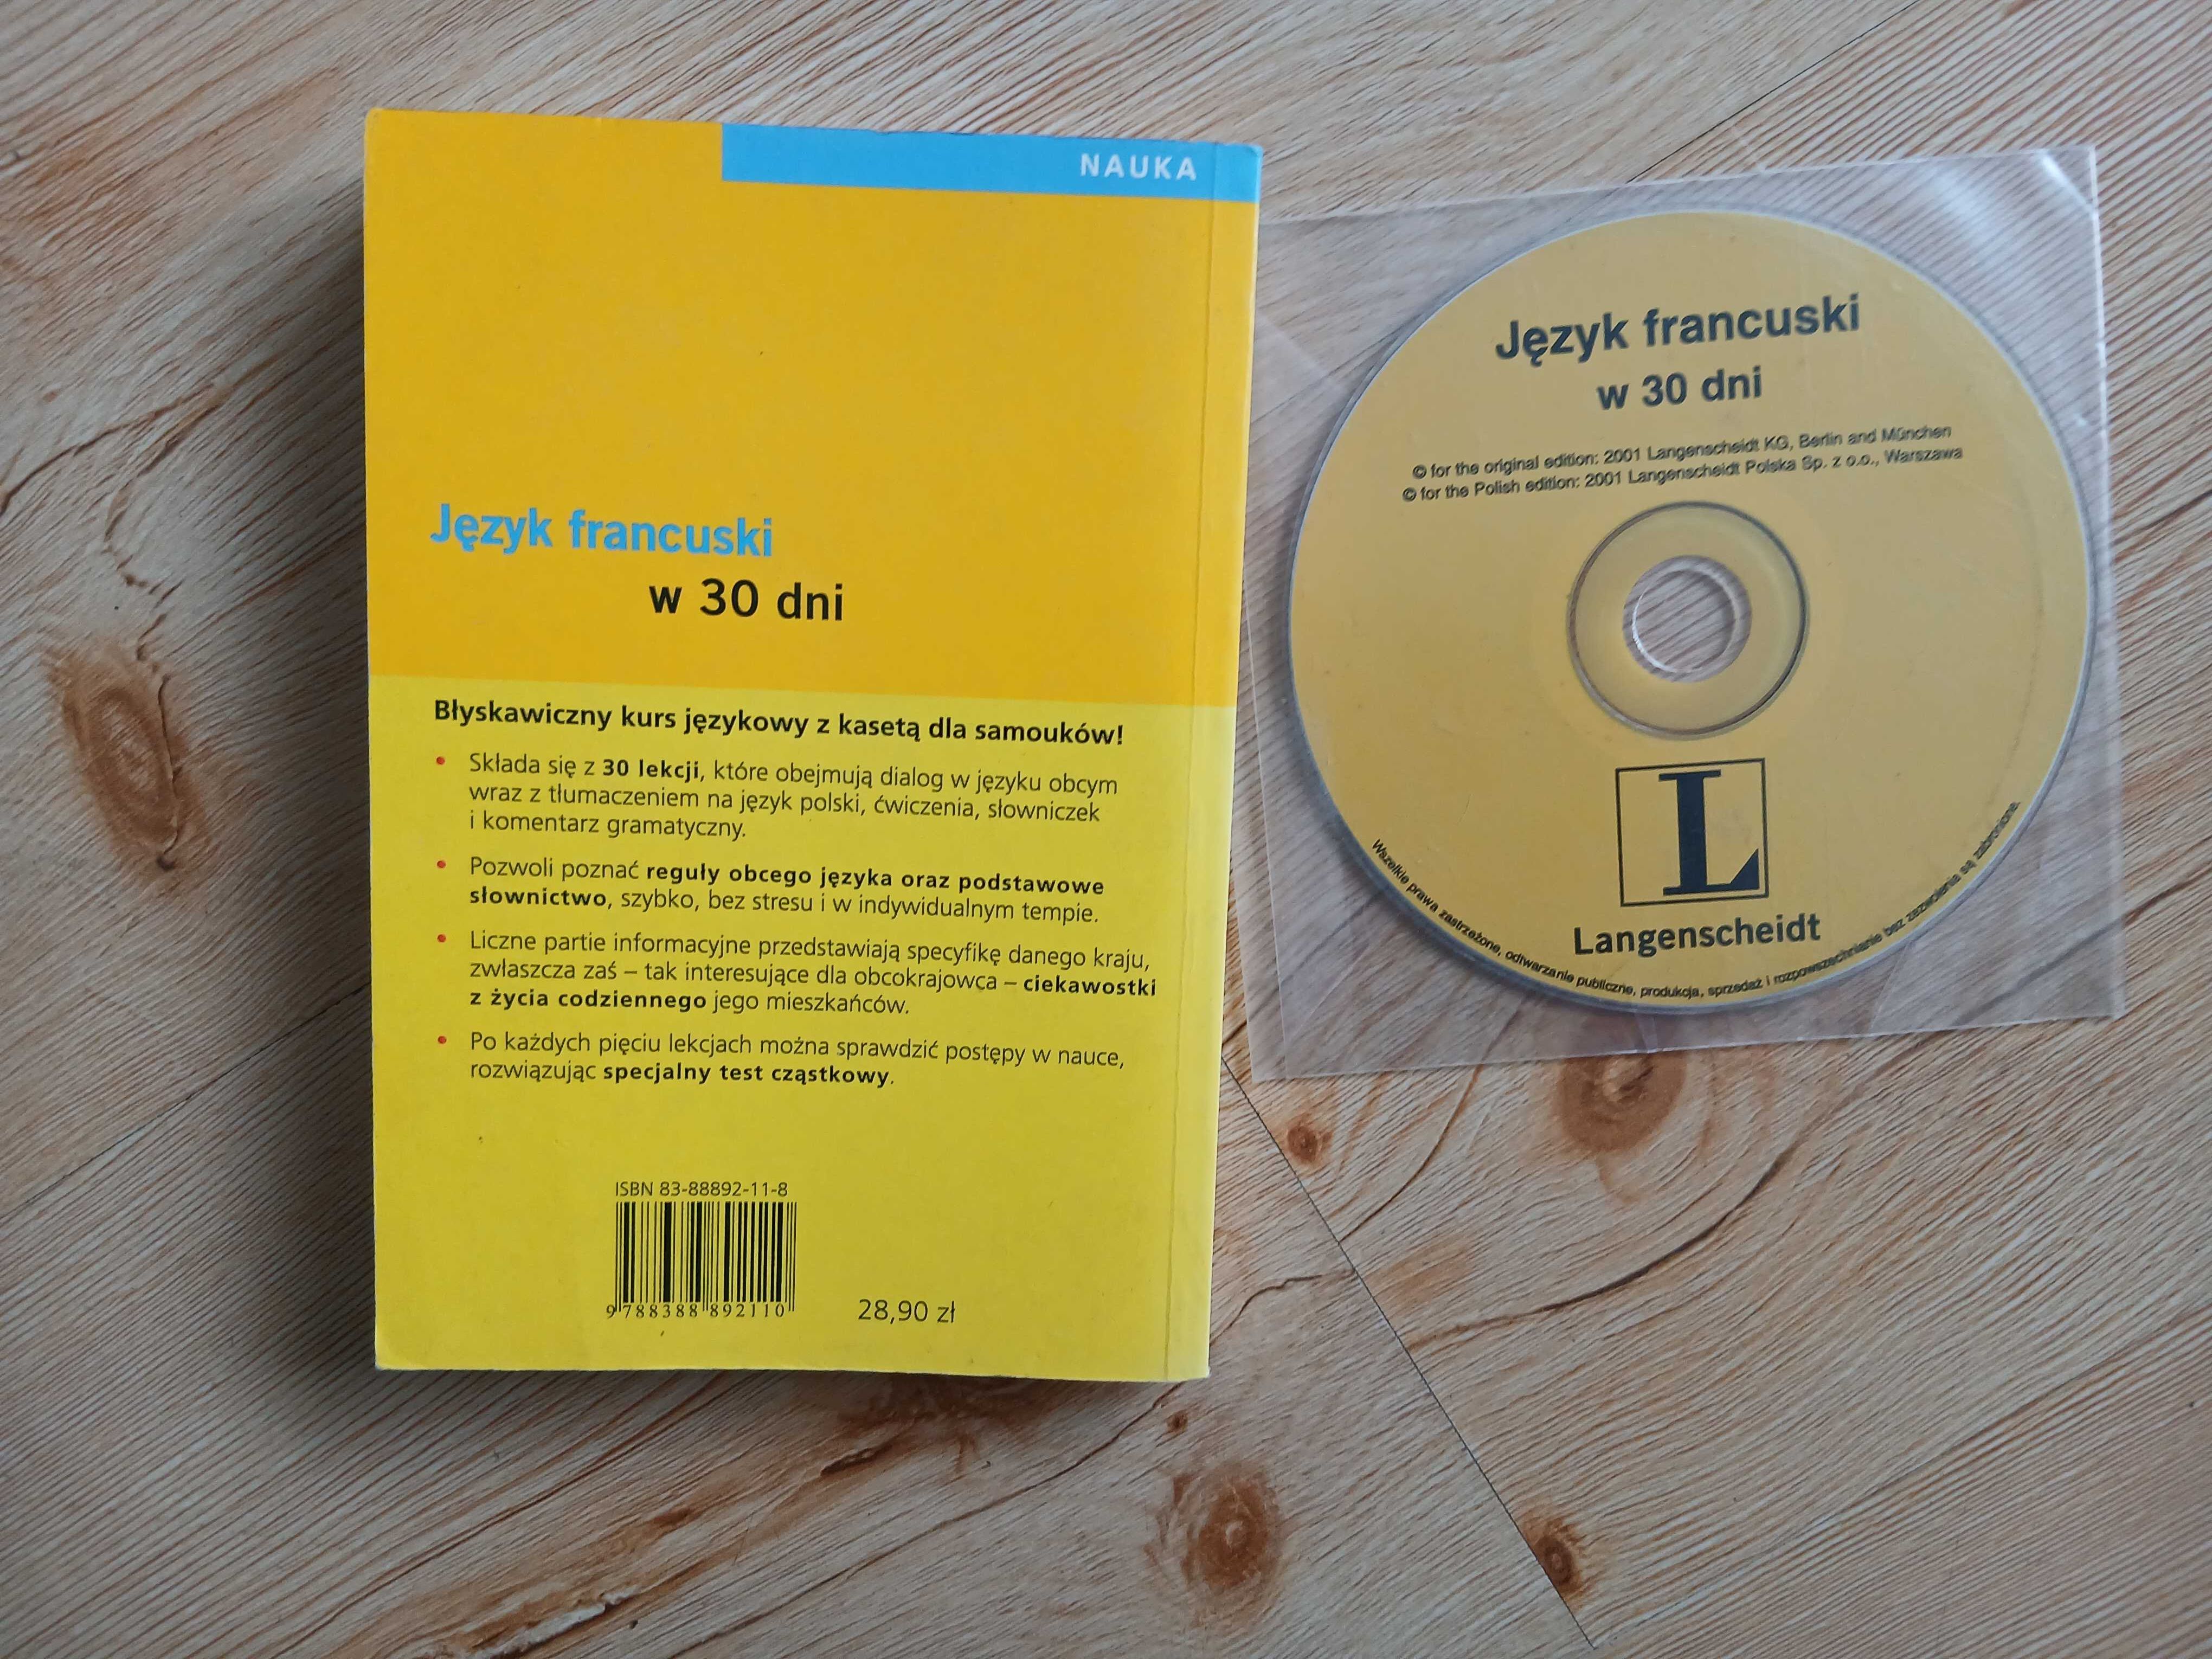 NAUKA
Język francuski
w 30 dni
Błyskawiczny kurs językowy z kasetą dla samouków!
• Składa się z 30 lekcji, które obejmują dialog w języku obcym
wraz z tłumaczeniem na język polski, ćwiczenia, słowniczek
i komentarz gramatyczny.
• Pozwoli poznać reguły obcego języka oraz podstawowe
słownictwo, szybko, bez stresu i w indywidualnym tempie.
• Liczne partie informacyjne przedstawiają specyfikę danego kraju,
zwłaszcza zaś – tak interesujące dla obcokrajowca – ciekawostki
z życia codziennego jego mieszkańców.
• Po każdych pięciu lekcjach można sprawdzić postępy w nauce,
rozwiązując specjalny test cząstkowy.
ISBN 83-88892-11-8
9788388892110
28,90 zł
Język francuski
w 30 dni
© for the original edition: 2001 Langenscheidt KG, Berlin and München
© for the Polish edition: 2001 Langenscheidt Polska Sp. z o.o., Warszawa
L
Langenscheidt
Wszelkie prawa zastrzeżone, odtwarzanie publiczne, produkcja, sprzedaż i rozpowszechnianie bez zezwolenia są zabronione